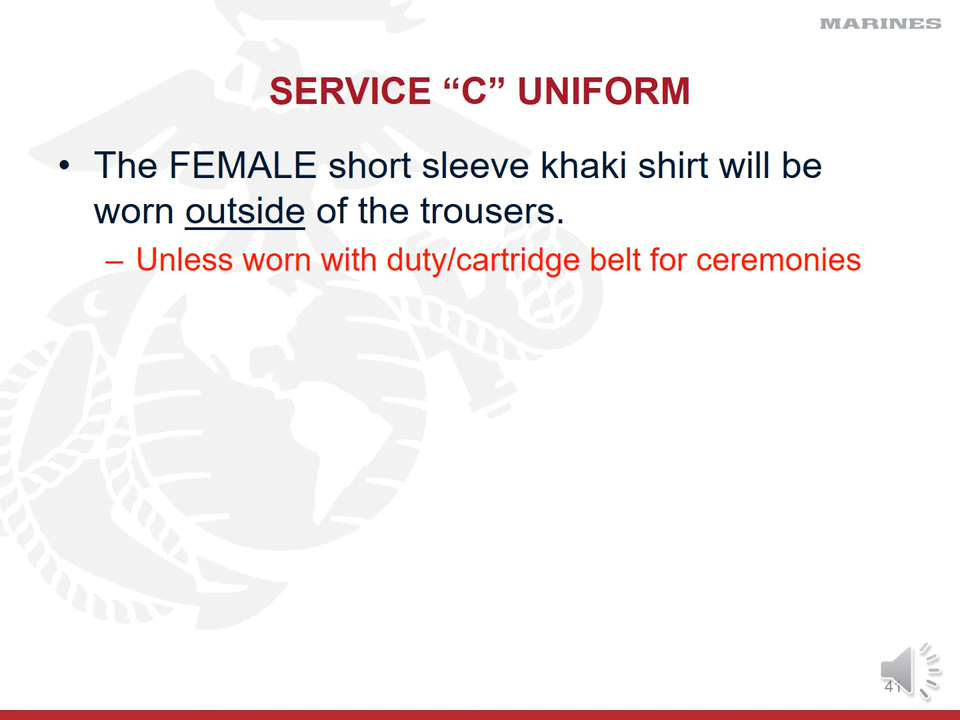 MARINES
SERVICE “C” UNIFORM
• The FEMALE short sleeve khaki shirt will be
worn outside of the trousers.
– Unless worn with duty/cartridge belt for ceremonies
41